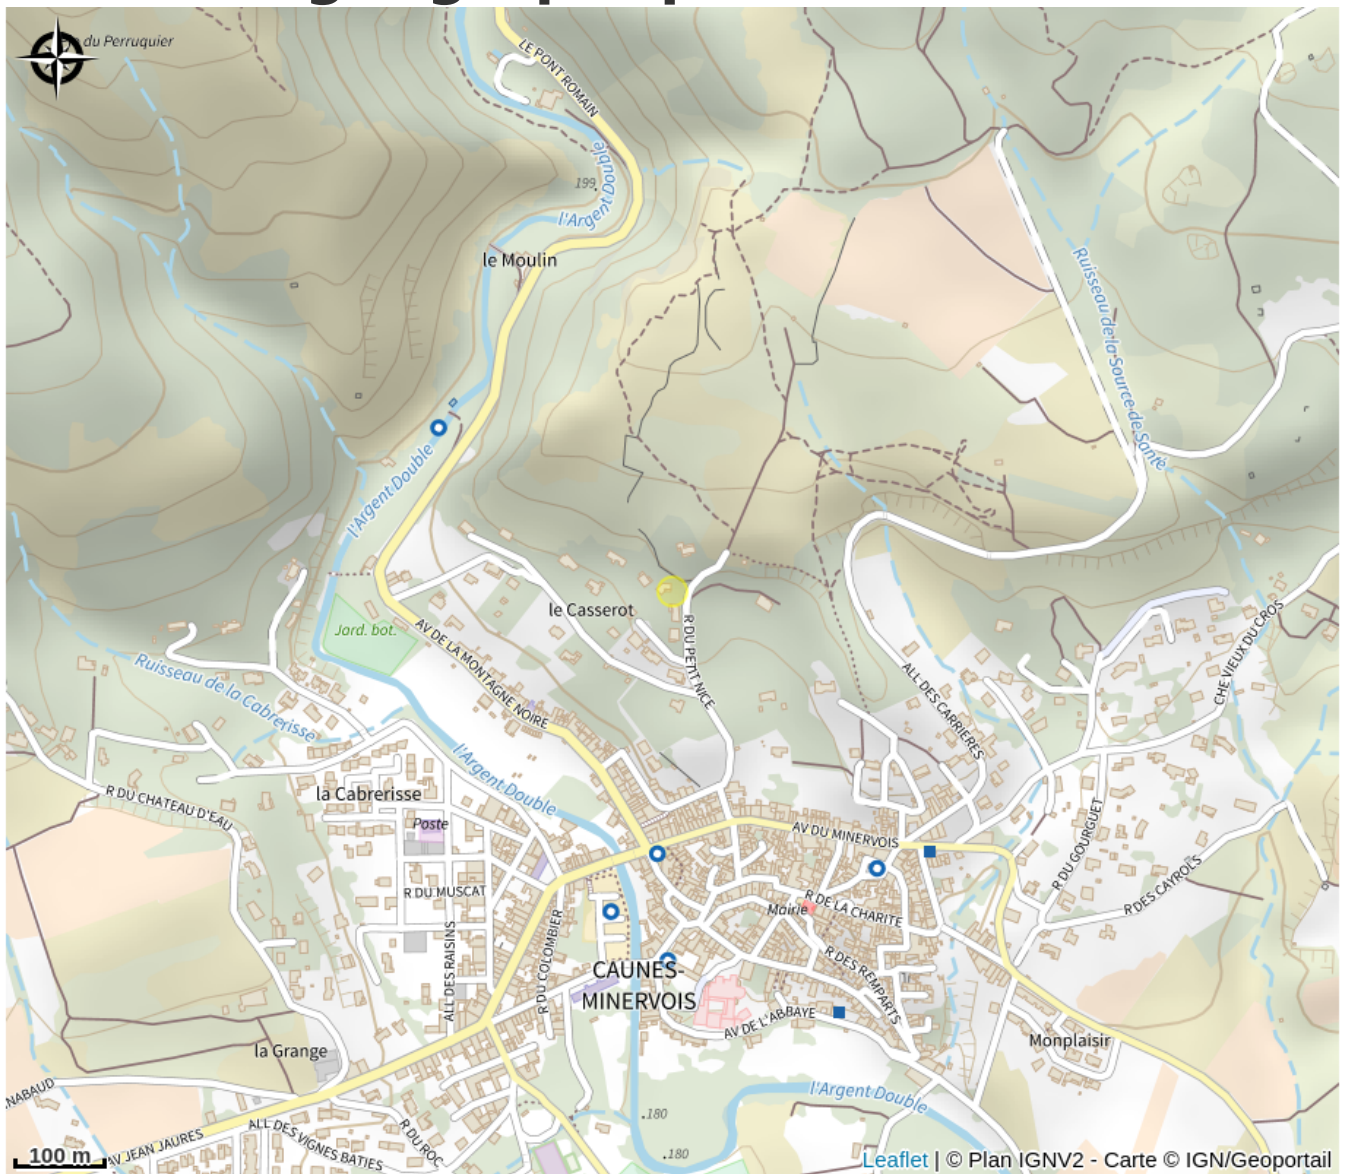 du Perruquier
LE PONT ROMAIN
l'Argent Double
199
le Moulin
Ruisseau de la Source de Santé
l'Argent Double
le Casserot
Jard. bot.
R DU PETIT NICE
AV DE LA MONTAGNE NOIRE
CHE VIEUX DU CROS
ALL DES CARRIERES
Ruisseau de la Cabrerisse
l'Argent Double
la Cabrerisse
R DU CHATEAU D'EAU
Poste
AV DU MINERVOIS
R DU GOURGUET
R DES CAYROLS
R DU MUSCAT
R DE LA CHARITE
Mairie
ALL DES RAISINS
R DU COLOMBIER
R DES REMPARTS
CAUNES-
MINERVOIS
AV DE L'ABBAYE
la Grange
Monplaisir
NABAUD
l'Argent Double
180
AV JEAN JAURES
ALL DES VIGNES BATIES
R DU ROC
180
100 m
Leaflet | © Plan IGNV2 - Carte © IGN/Geoportail